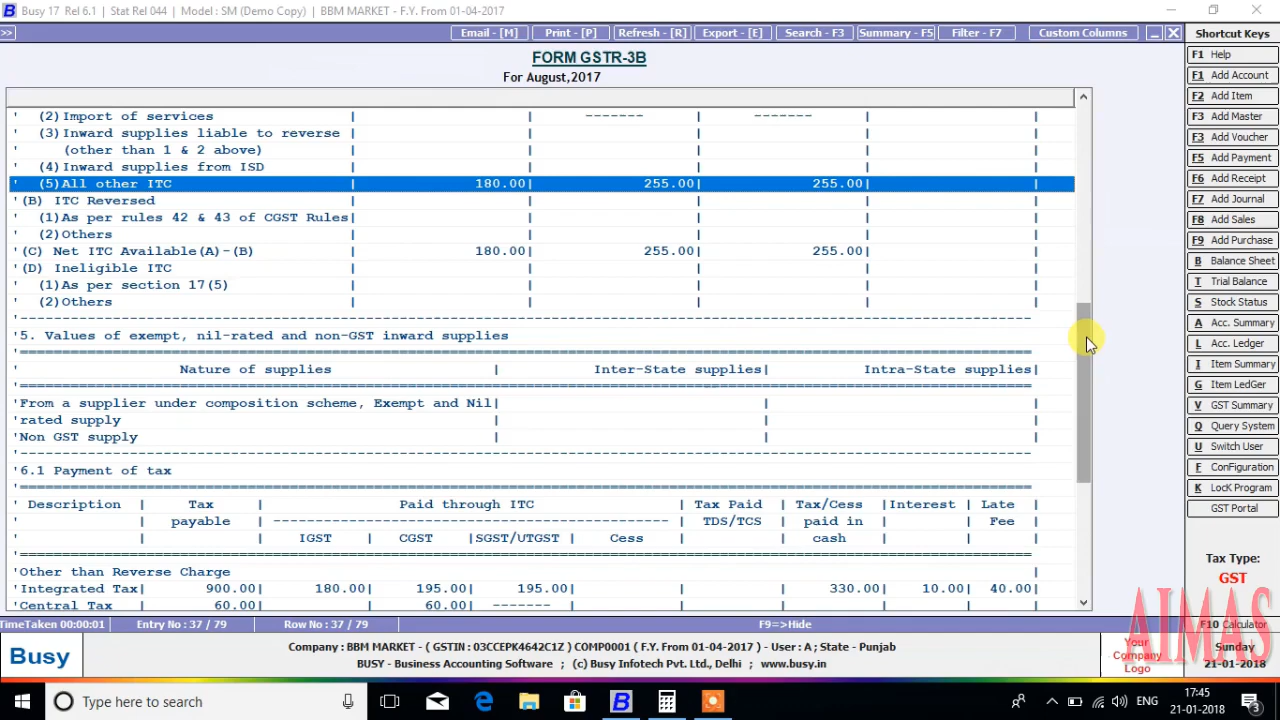 Busy 17 Rel 6.1 | Stat Rel 044 | Model : SM (Demo Copy) | BBM MARKET - F.Y. From 01-04-2017
>> Email - [M] Print - [P] Refresh - [R] Export - [E] Search - F3 Summary - F5 Filter - F7 Custom Columns
FORM GSTR-3B
For August,2017
' (2)Import of services | | ------- | ------- | |
' (3)Inward supplies liable to reverse | | | | |
' (other than 1 & 2 above) | | | | |
' (4)Inward supplies from ISD | | | | |
' (5)All other ITC | 180.00| 255.00| 255.00| |
'(B) ITC Reversed | | | | |
' (1)As per rules 42 & 43 of CGST Rules| | | | |
' (2)Others | | | | |
'(C) Net ITC Available(A)-(B) | 180.00| 255.00| 255.00| |
'(D) Ineligible ITC | | | | |
' (1)As per section 17(5) | | | | |
' (2)Others | | | | |
'5. Values of exempt, nil-rated and non-GST inward supplies
' Nature of supplies | Inter-State supplies| Intra-State supplies|
'From a supplier under composition scheme, Exempt and Nil| | |
'rated supply | | |
'Non GST supply | | |
'6.1 Payment of tax
' Description | Tax | Paid through ITC | Tax Paid | Tax/Cess |Interest | Late |
' | payable | ------- | TDS/TCS | paid in | | Fee |
' | | IGST | CGST |SGST/UTGST | Cess | | cash | | |
'Other than Reverse Charge |
'Integrated Tax| 900.00| 180.00| 195.00| 195.00| | | 330.00| 10.00| 40.00|
'Central Tax | 60.00| | 60.00| ------- | | | | | |
Shortcut Keys
F1 Help
F1 Add Account
F2 Add Item
F3 Add Master
F3 Add Voucher
F5 Add Payment
F6 Add Receipt
F7 Add Journal
F8 Add Sales
F9 Add Purchase
B Balance Sheet
T Trial Balance
S Stock Status
A Acc. Summary
L Acc. Ledger
I Item Summary
G Item LedGer
V GST Summary
Q Query System
U Switch User
F ConFiguration
K LocK Program
GST Portal
Tax Type:
GST
F10 Calculator
Sunday
21-01-2018
AIMAS
TimeTaken 00:00:01 Entry No : 37 / 79 Row No : 37 / 79 F9=>Hide
Busy
Company : BBM MARKET - ( GSTIN : 03CCEPK4642C1Z ) COMP0001 ( F.Y. From 01-04-2017 ) - User : A ; State - Punjab
BUSY - Business Accounting Software ; (c) Busy Infotech Pvt. Ltd., Delhi ; www.busy.in
Your
Company
Logo
Type here to search
ENG
17:45
21-01-2018
3